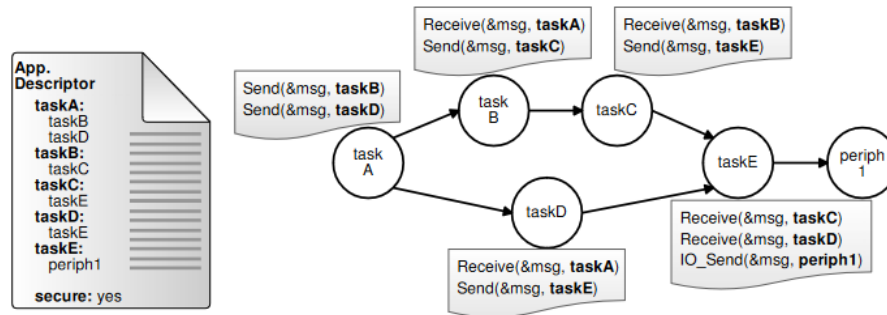 App.
Descriptor
taskA:
taskB
taskD
taskB:
taskC
taskC:
taskE
taskD:
taskE
taskE:
periph1
secure: yes
Send(&msg, taskB)
Send(&msg, taskD)
Receive(&msg, taskA)
Send(&msg, taskC)
Receive(&msg, taskB)
Send(&msg, taskE)
task
A
task
B
taskC
taskD
taskE
periph
1
Receive(&msg, taskA)
Send(&msg, taskE)
Receive(&msg, taskC)
Receive(&msg, taskD)
IO_Send(&msg, periph1)